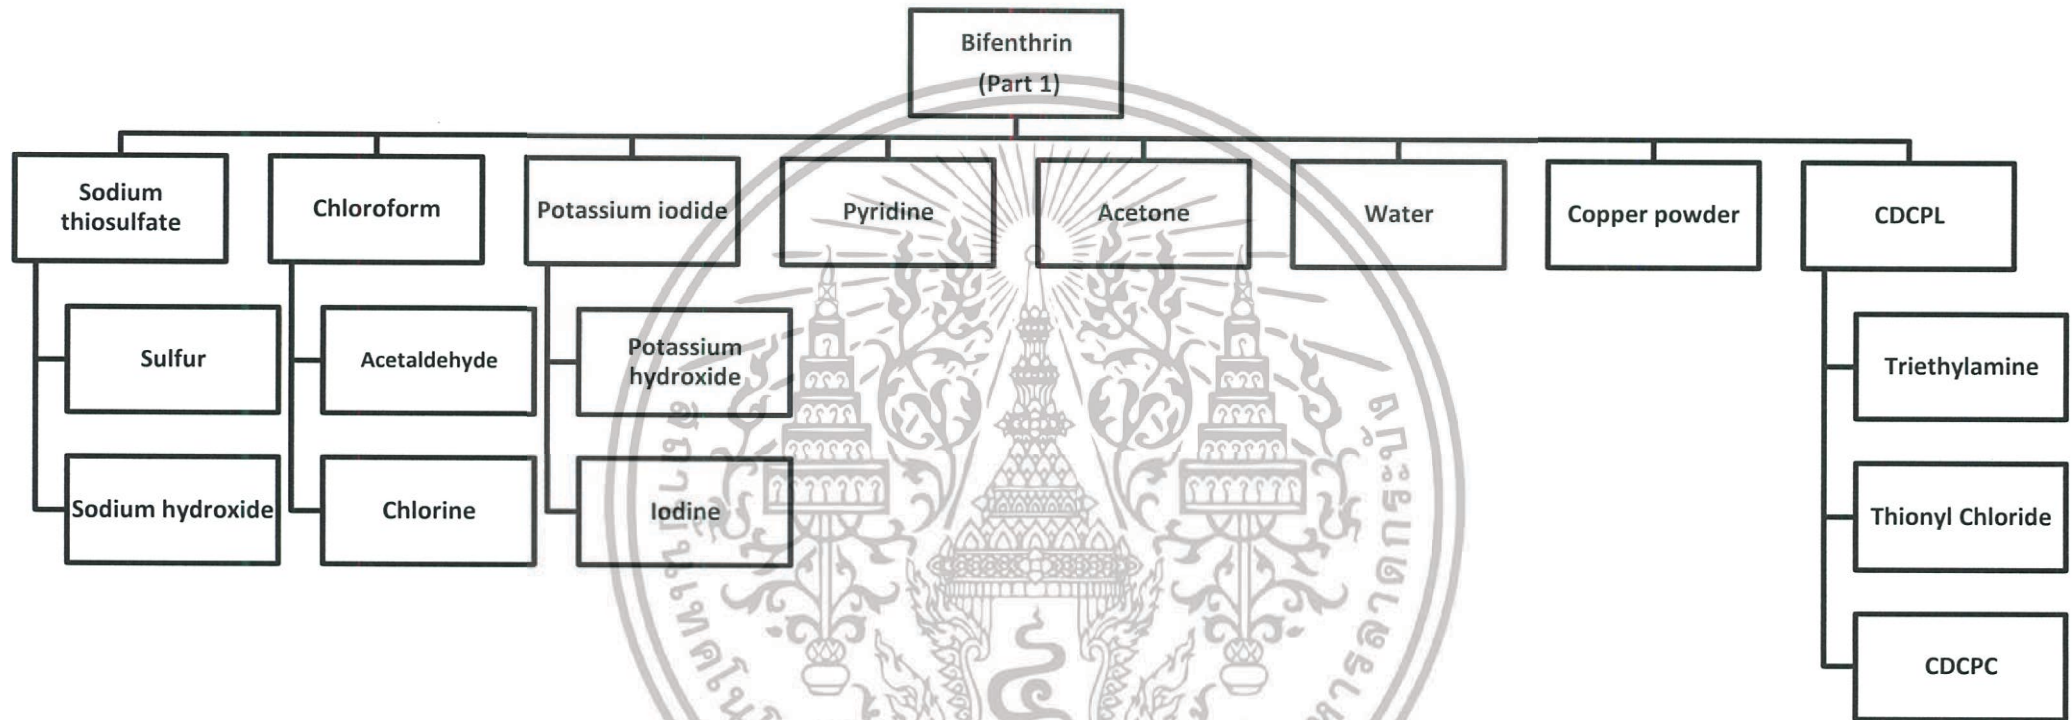 Bifenthrin
(Part 1)
Sodium
thiosulfate
Chloroform
Potassium iodide
Pyridine
Acetone
Water
Copper powder
CDCPL
Sulfur
Acetaldehyde
Potassium
hydroxide
Triethylamine
Sodium hydroxide
Chlorine
Iodine
Thionyl Chloride
CDCPC